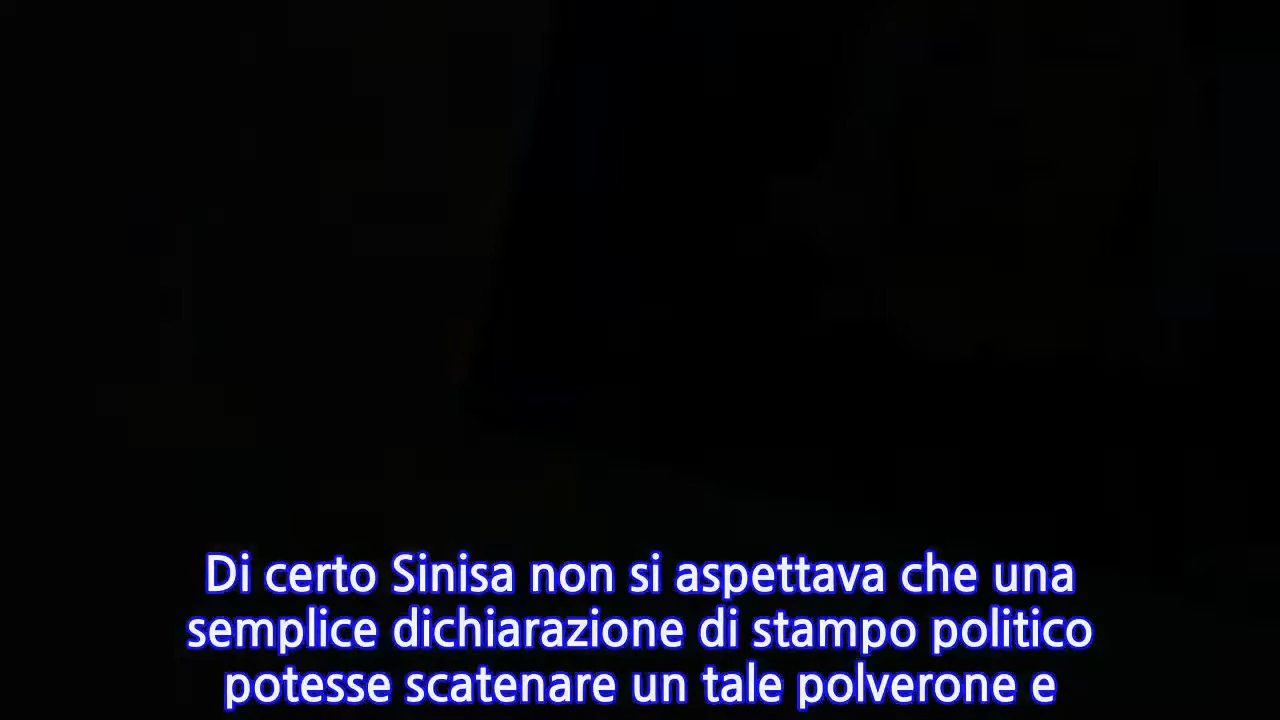 Di certo Sinisa non si aspettava che una
semplice dichiarazione di stampo politico
potesse scatenare un tale polverone e